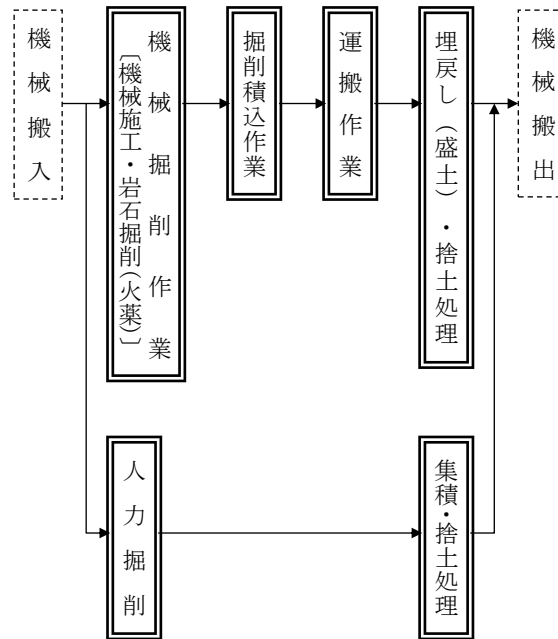 機械搬入
機械掘削作業
〔機械施工・岩石掘削(火薬)〕
掘削積込作業
運搬作業
埋戻し（盛土）・捨土処理
機械搬出
人力掘削
集積・捨土処理